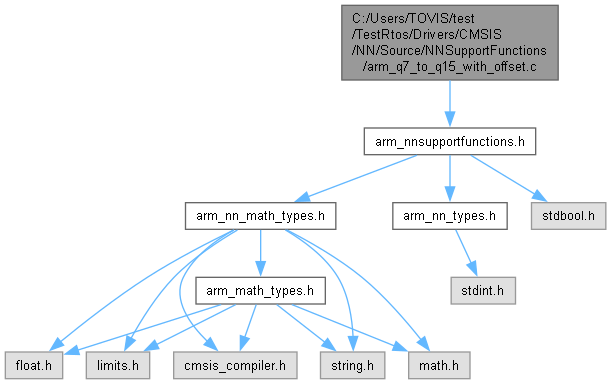 C:/Users/TOVIS/test
/TestRtos/Drivers/CMSIS
/NN/Source/NNSupportFunctions
/arm_q7_to_q15_with_offset.c
arm_nnsupportfunctions.h
arm_nn_math_types.h
arm_nn_types.h
stdbool.h
arm_math_types.h
stdint.h
float.h
limits.h
cmsis_compiler.h
string.h
math.h